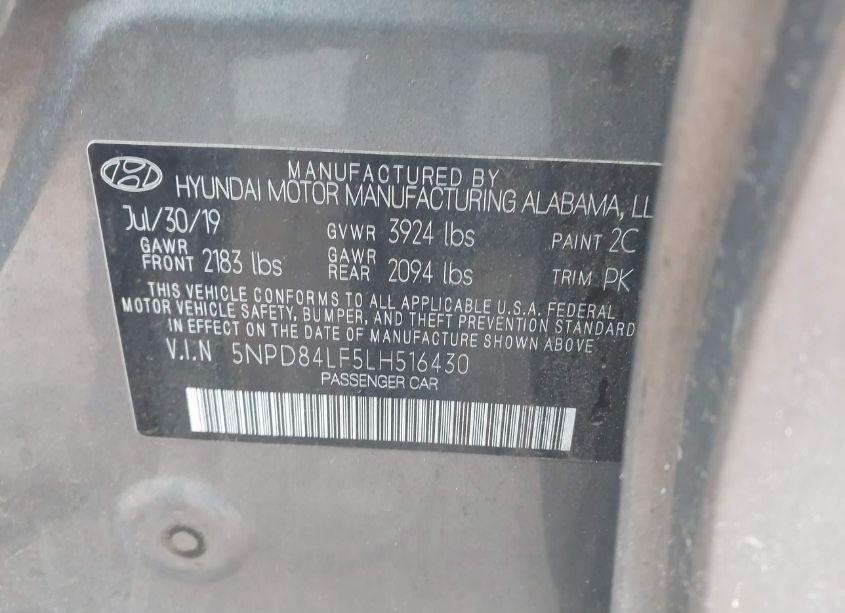 MANUFACTURED BY
HYUNDAI MOTOR MANUFACTURING ALABAMA, LL
Jul/30/19 GVWR 3924 lbs PAINT 2C
GAWR FRONT 2183 lbs GAWR REAR 2094 lbs TRIM PK
THIS VEHICLE CONFORMS TO ALL APPLICABLE U.S.A. FEDERAL
MOTOR VEHICLE SAFETY, BUMPER, AND THEFT PREVENTION STANDARD
IN EFFECT ON THE DATE OF MANUFACTURE SHOWN ABOVE
V.I.N 5NPD84LF5LH516430
PASSENGER CAR